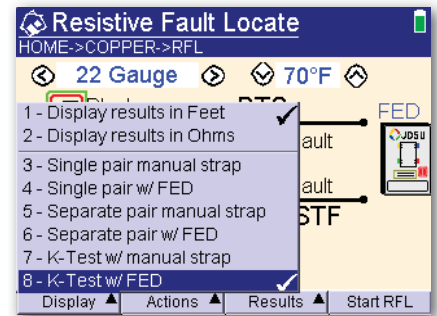 Resistive Fault Locate
HOME->COPPER->RFL
22 Gauge 70°F
FED
JDSU
1 - Display results in Feet
2 - Display results in Ohms
ault
3 - Single pair manual strap
4 - Single pair w/ FED
ault
5 - Separate pair manual strap
STF
6 - Separate pair w/ FED
7 - K-Test w/ manual strap
8 - K-Test w/ FED
Display Actions Results Start RFL